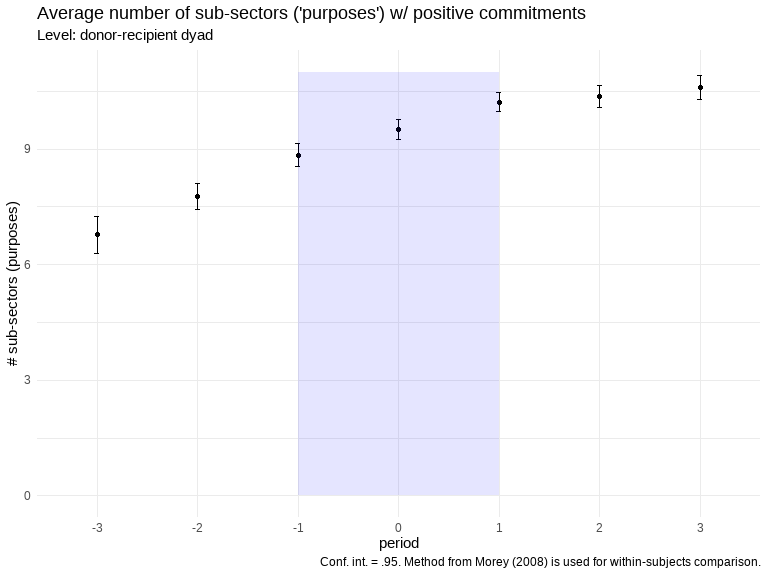 Average number of sub-sectors ('purposes') w/ positive commitments
Level: donor-recipient dyad
# sub-sectors (purposes)
9
6
3
0
-3 -2 -1 0 1 2 3
period
Conf. int. = .95. Method from Morey (2008) is used for within-subjects comparison.